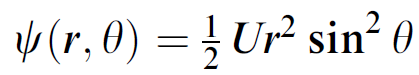 ψ(r, θ) = ½ Ur² sin² θ